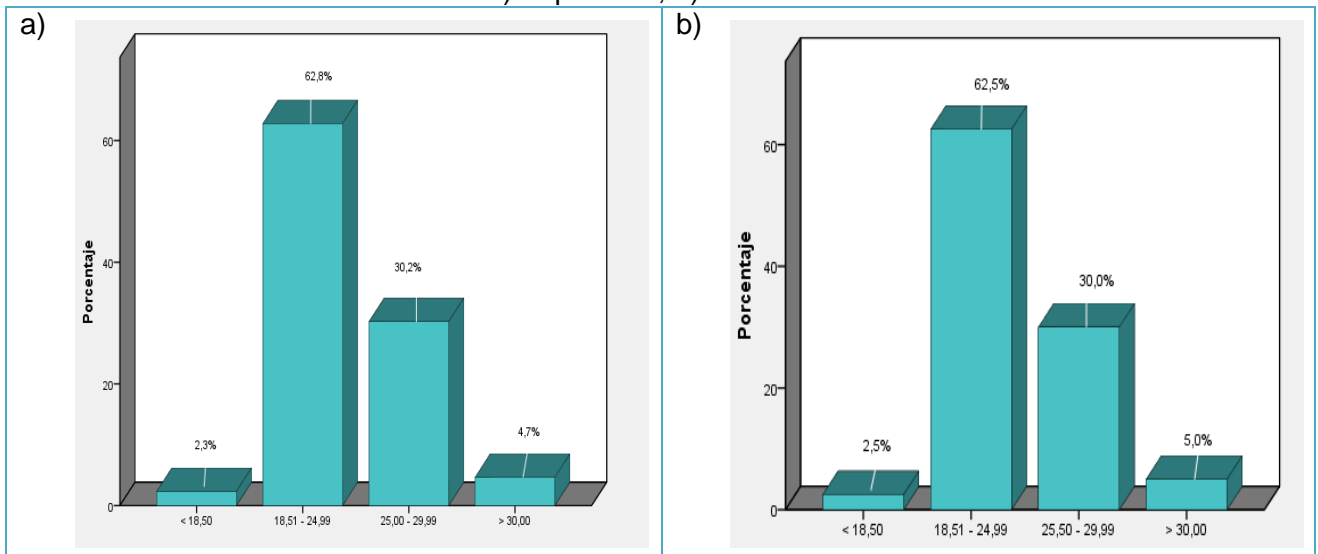 a)
62,8%
60
40
30,2%
Porcentaje
20
2,3%
4,7%
0
< 18,50 18,51 - 24,99 25,00 - 29,99 > 30,00
b)
62,5%
60
40
30,0%
Porcentaje
20
2,5%
5,0%
0
< 18,50 18,51 - 24,99 25,50 - 29,99 > 30,00